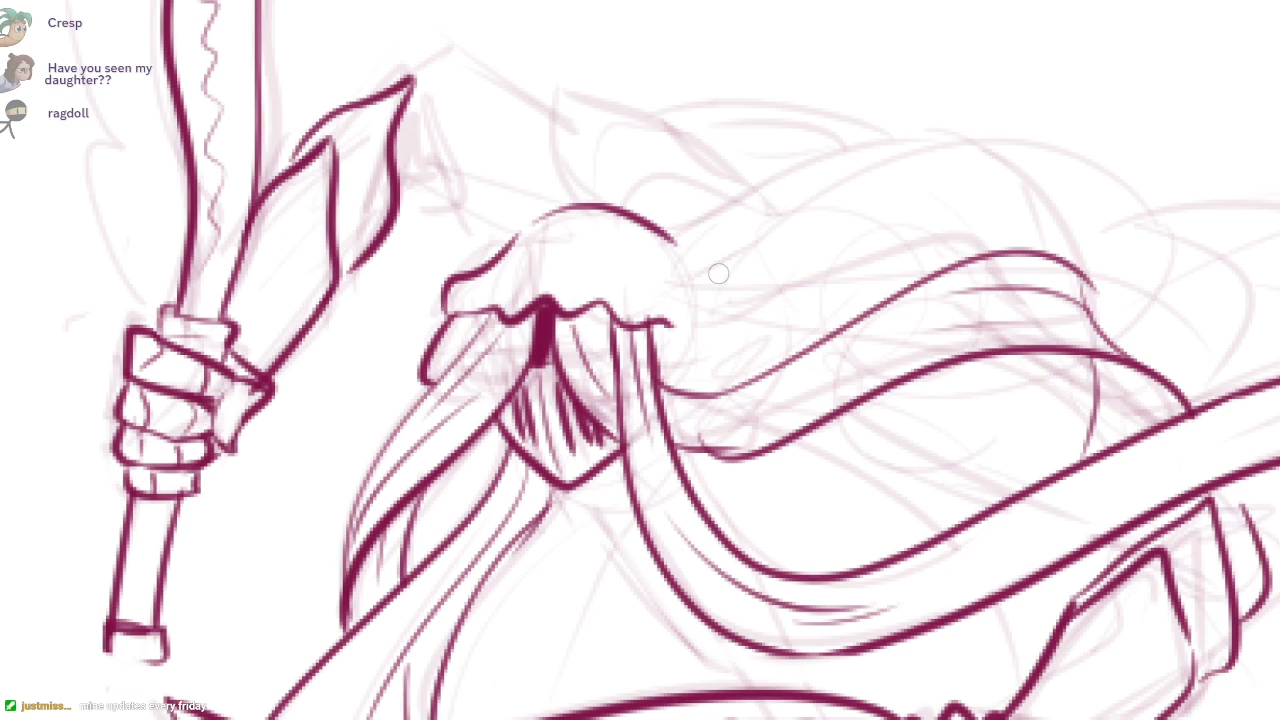 Cresp
Have you seen my
daughter??
ragdoll
justmiss... mine updates every friday